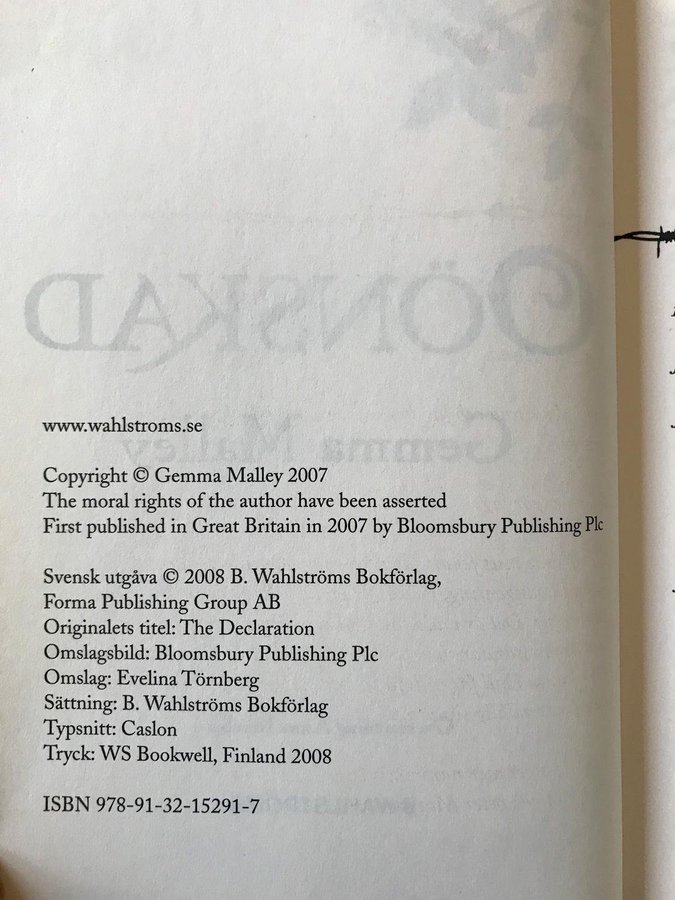 www.wahlstroms.se
Copyright © Gemma Malley 2007
The moral rights of the author have been asserted
First published in Great Britain in 2007 by Bloomsbury Publishing Plc
Svensk utgåva © 2008 B. Wahlströms Bokförlag,
Forma Publishing Group AB
Originalets titel: The Declaration
Omslagsbild: Bloomsbury Publishing Plc
Omslag: Evelina Törnberg
Sättning: B. Wahlströms Bokförlag
Typsnitt: Caslon
Tryck: WS Bookwell, Finland 2008
ISBN 978-91-32-15291-7